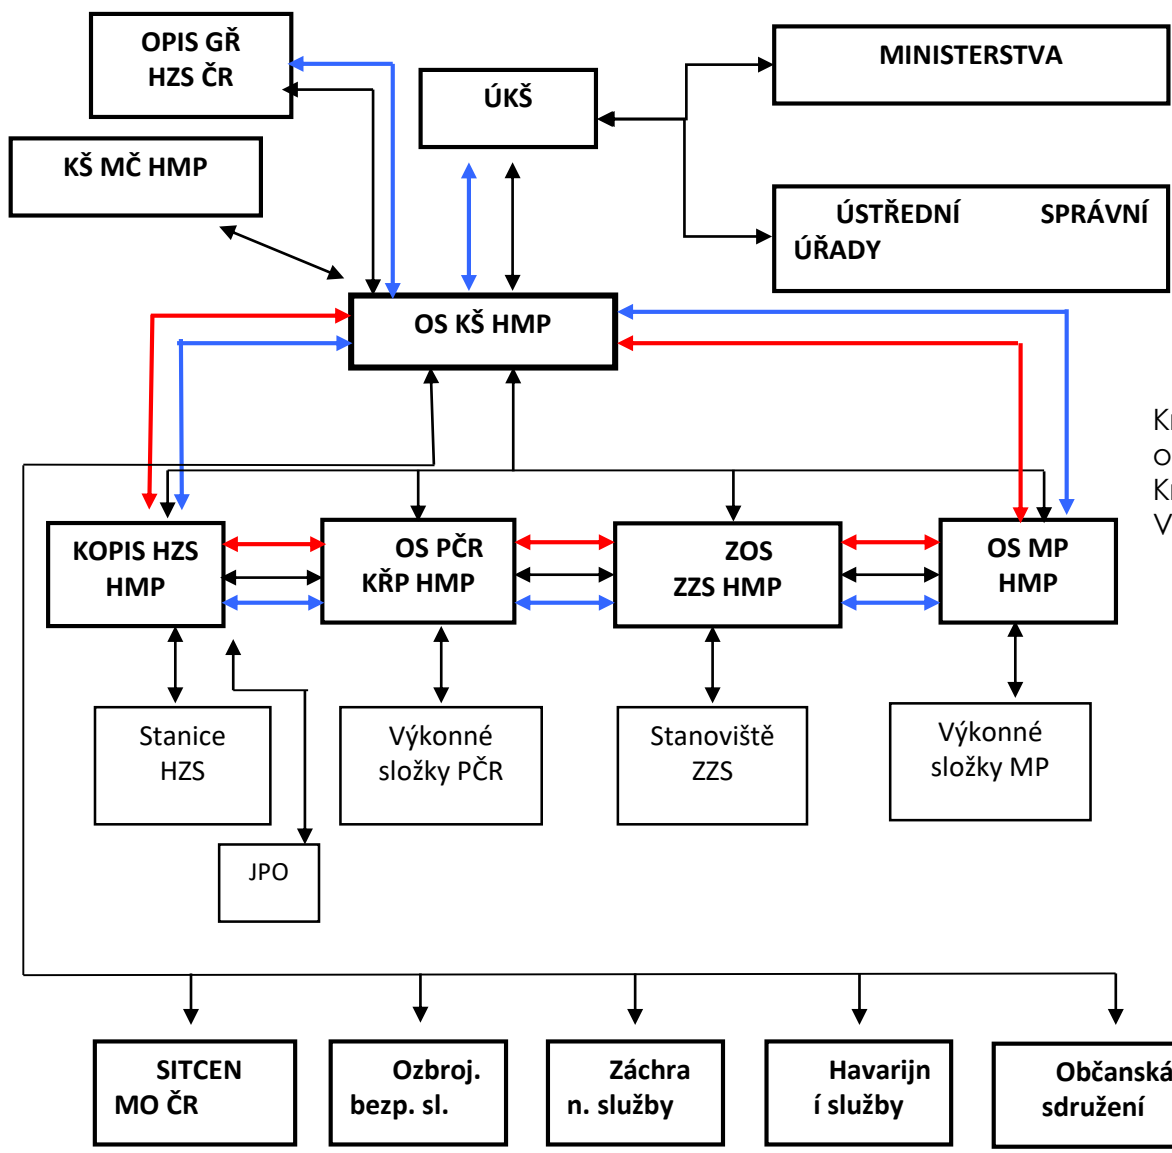 OPIS GŘ
HZS ČR
ÚKŠ
MINISTERSTVA
KŠ MČ HMP
ÚSTŘEDNÍ SPRÁVNÍ
ÚŘADY
OS KŠ HMP
KOPIS HZS
HMP
OS PČR
KŘP HMP
ZOS
ZZS HMP
OS MP
HMP
Stanice
HZS
Výkonné
složky PČR
Stanoviště
ZZS
Výkonné
složky MP
JPO
SITCEN
MO ČR
Ozbroj.
bezp. sl.
Záchra
n. služby
Havarijn
í služby
Občanská
sdružení